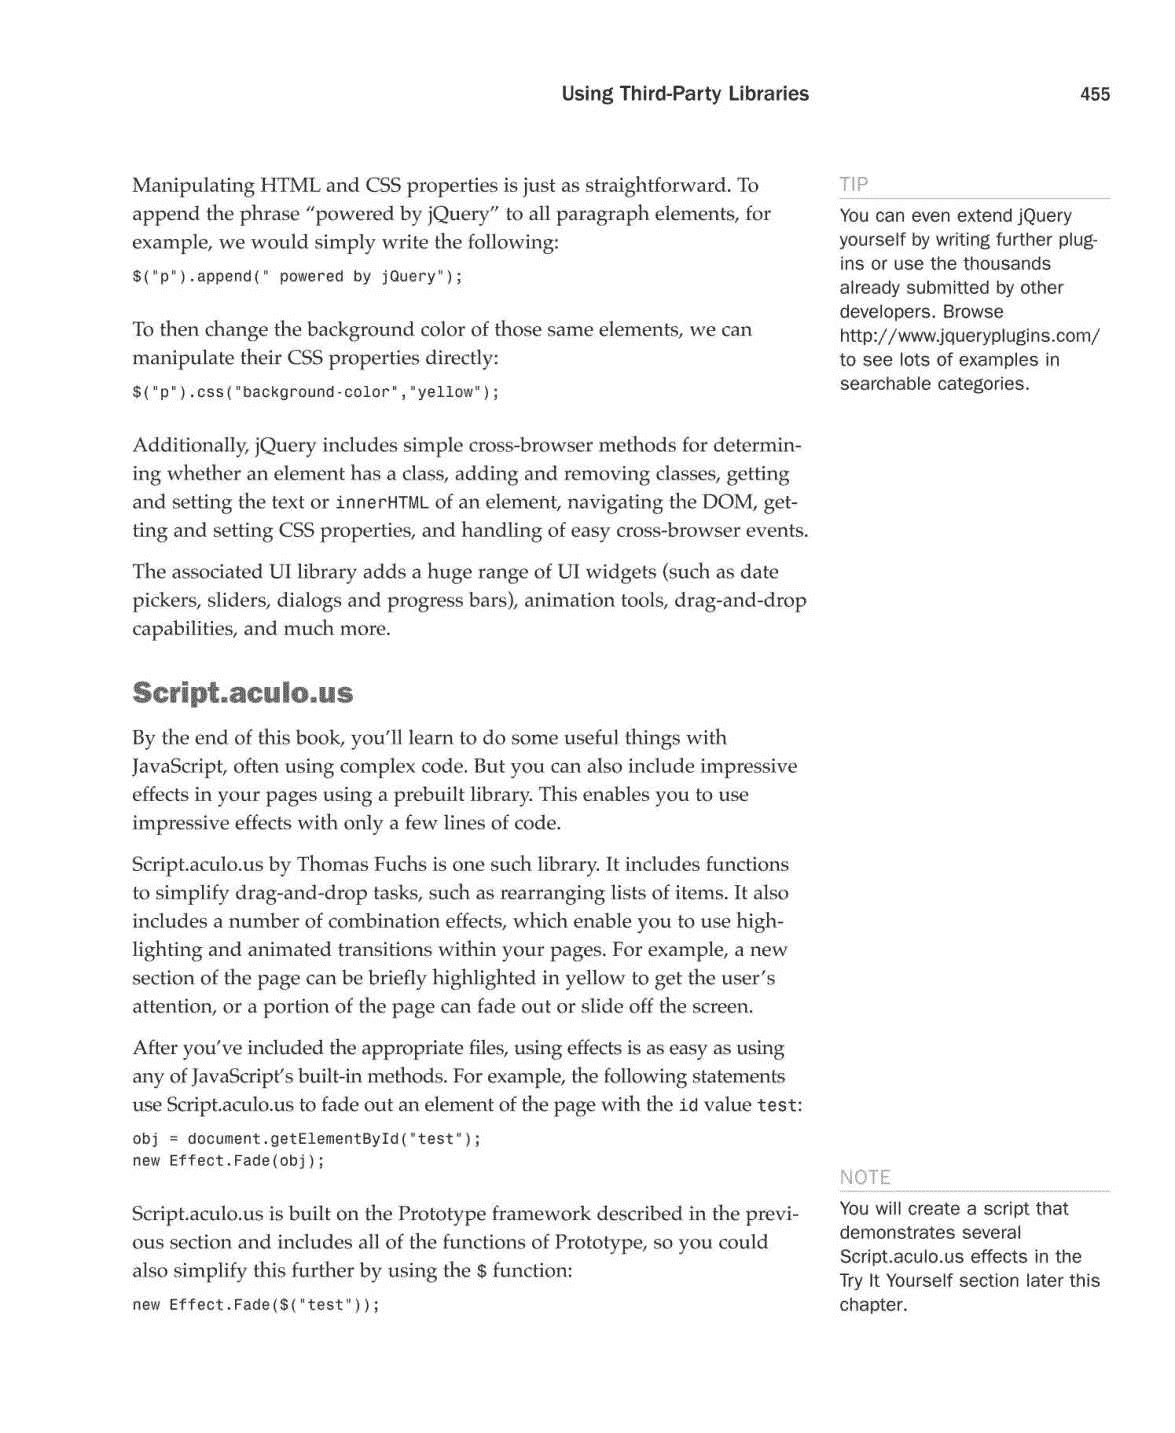 Using Third-Party Libraries 455
Manipulating HTML and CSS properties is just as straightforward. To
append the phrase “powered by jQuery” to all paragraph elements, for
example, we would simply write the following:
$("p").append(" powered by jQuery");
To then change the background color of those same elements, we can
manipulate their CSS properties directly:
$("p").css("background-color","yellow");
Additionally, jQuery includes simple cross-browser methods for determin-
ing whether an element has a class, adding and removing classes, getting
and setting the text or innerHTML of an element, navigating the DOM, get-
ting and setting CSS properties, and handling of easy cross-browser events.
The associated UI library adds a huge range of UI widgets (such as date
pickers, sliders, dialogs and progress bars), animation tools, drag-and-drop
capabilities, and much more.
TIP
You can even extend jQuery
yourself by writing further plug-
ins or use the thousands
already submitted by other
developers. Browse
http://www.jqueryplugins.com/
to see lots of examples in
searchable categories.
Script.aculo.us
By the end of this book, you’ll learn to do some useful things with
JavaScript, often using complex code. But you can also include impressive
effects in your pages using a prebuilt library. This enables you to use
impressive effects with only a few lines of code.
Script.aculo.us by Thomas Fuchs is one such library. It includes functions
to simplify drag-and-drop tasks, such as rearranging lists of items. It also
includes a number of combination effects, which enable you to use high-
lighting and animated transitions within your pages. For example, a new
section of the page can be briefly highlighted in yellow to get the user’s
attention, or a portion of the page can fade out or slide off the screen.
After you’ve included the appropriate files, using effects is as easy as using
any of JavaScript’s built-in methods. For example, the following statements
use Script.aculo.us to fade out an element of the page with the id value test:
obj = document.getElementById("test");
new Effect.Fade(obj);
Script.aculo.us is built on the Prototype framework described in the previ-
ous section and includes all of the functions of Prototype, so you could
also simplify this further by using the $ function:
new Effect.Fade($("test"));
NOTE
You will create a script that
demonstrates several
Script.aculo.us effects in the
Try It Yourself section later this
chapter.